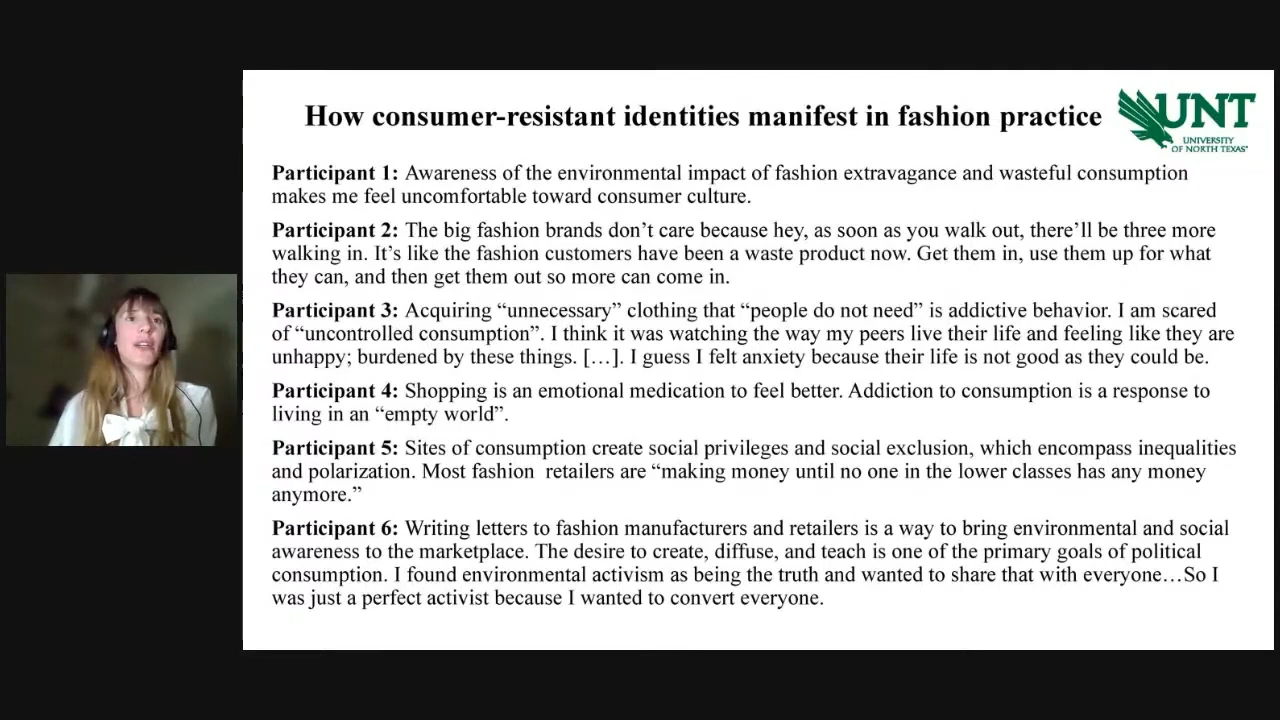 How consumer-resistant identities manifest in fashion practice
UNT
UNIVERSITY
OF NORTH TEXAS
Participant 1: Awareness of the environmental impact of fashion extravagance and wasteful consumption
makes me feel uncomfortable toward consumer culture.
Participant 2: The big fashion brands don’t care because hey, as soon as you walk out, there’ll be three more
walking in. It’s like the fashion customers have been a waste product now. Get them in, use them up for what
they can, and then get them out so more can come in.
Participant 3: Acquiring “unnecessary” clothing that “people do not need” is addictive behavior. I am scared
of “uncontrolled consumption”. I think it was watching the way my peers live their life and feeling like they are
unhappy; burdened by these things. […]. I guess I felt anxiety because their life is not good as they could be.
Participant 4: Shopping is an emotional medication to feel better. Addiction to consumption is a response to
living in an “empty world”.
Participant 5: Sites of consumption create social privileges and social exclusion, which encompass inequalities
and polarization. Most fashion retailers are “making money until no one in the lower classes has any money
anymore.”
Participant 6: Writing letters to fashion manufacturers and retailers is a way to bring environmental and social
awareness to the marketplace. The desire to create, diffuse, and teach is one of the primary goals of political
consumption. I found environmental activism as being the truth and wanted to share that with everyone…So I
was just a perfect activist because I wanted to convert everyone.